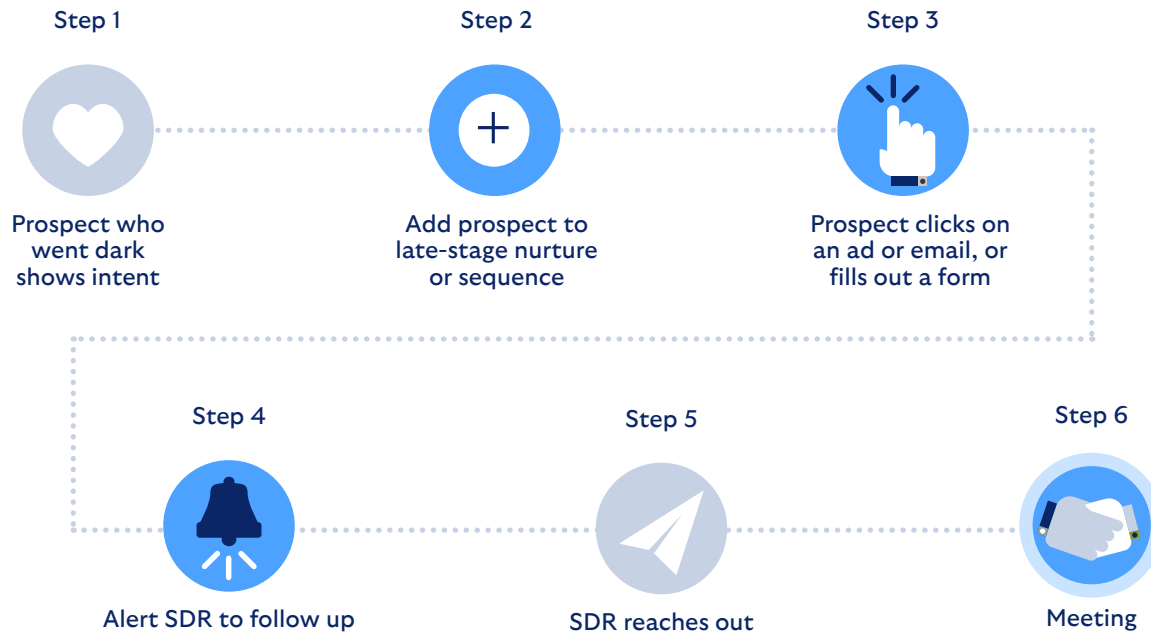 Step 1
Step 2
Step 3
Prospect who
went dark
shows intent
Add prospect to
late-stage nurture
or sequence
Prospect clicks on
an ad or email, or
fills out a form
Step 4
Step 5
Step 6
Alert SDR to follow up
SDR reaches out
Meeting